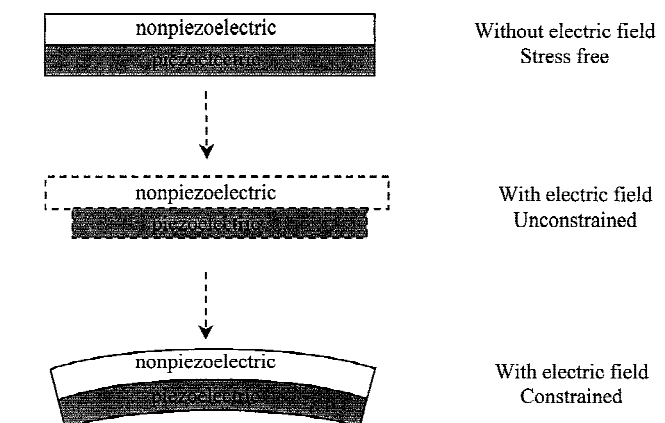 nonpiezoelectric
Without electric field
Stress free
piezoelectric
nonpiezoelectric
With electric field
Unconstrained
piezoelectric
nonpiezoelectric
With electric field
Constrained
piezoelectric